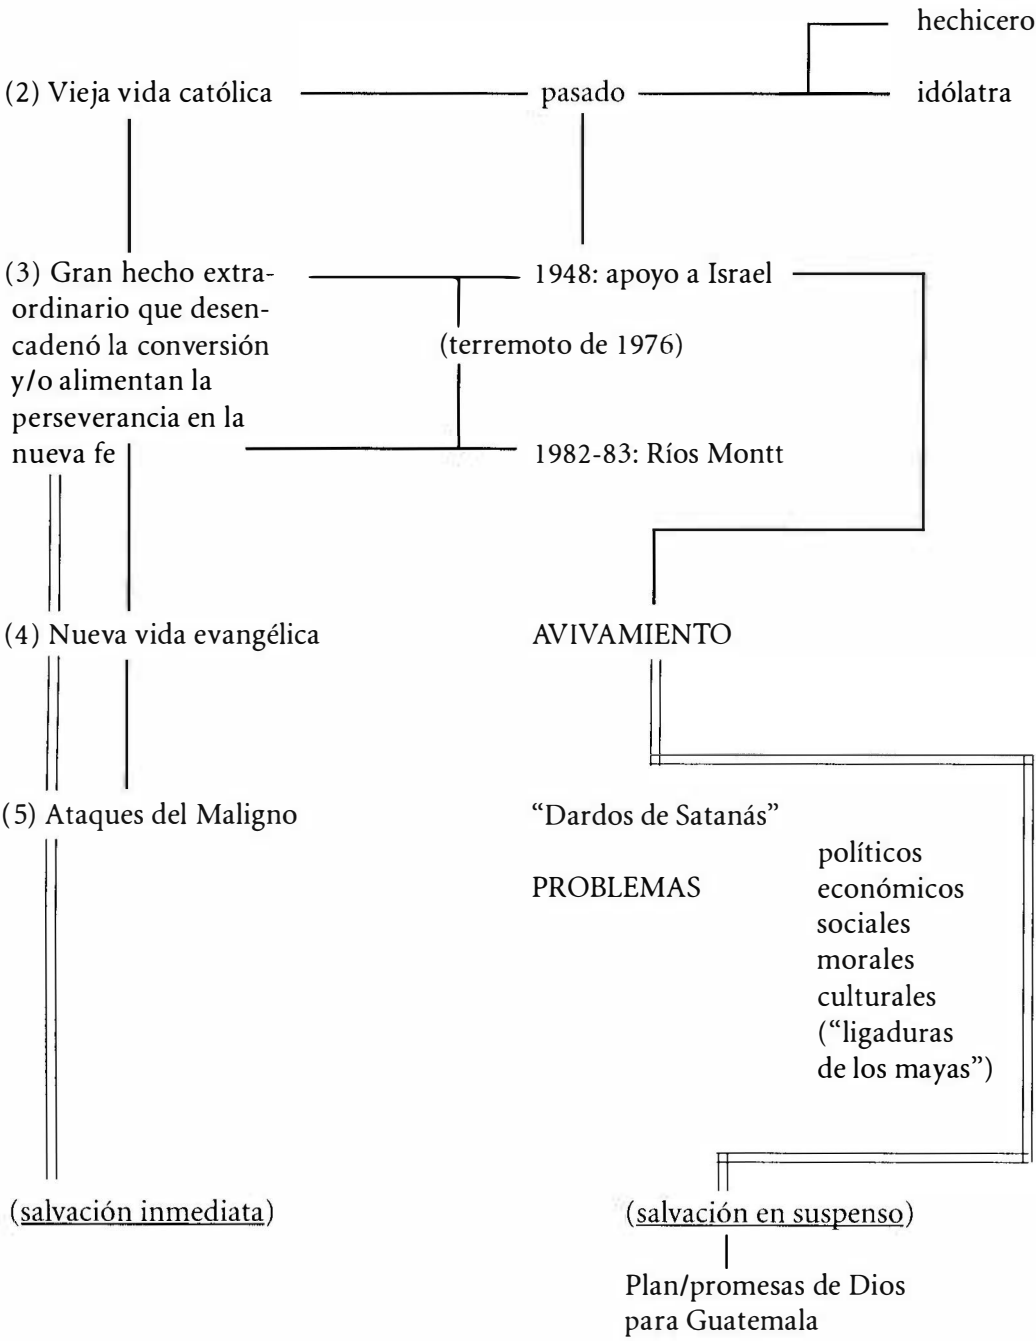 hechicero
(2) Vieja vida católica
pasado
idólatra
(3) Gran hecho extra-
ordinario que desen-
cadenó la conversión
y/o alimentan la
perseverancia en la
nueva fe
1948: apoyo a Israel
(terremoto de 1976)
1982-83: Ríos Montt
(4) Nueva vida evangélica
AVIVAMIENTO
(5) Ataques del Maligno
“Dardos de Satanás”
PROBLEMAS
políticos
económicos
sociales
morales
culturales
(“ligaduras
de los mayas”)
(salvación inmediata)
(salvación en suspenso)
Plan/promesas de Dios
para Guatemala